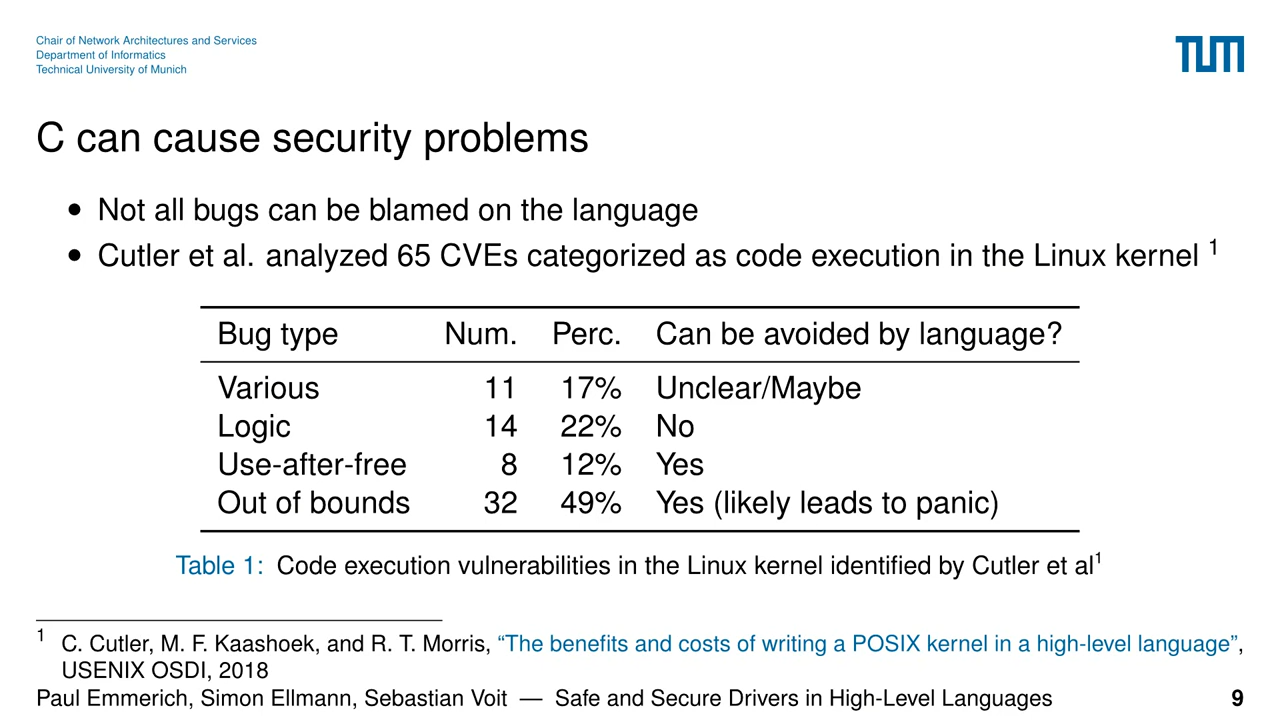 Chair of Network Architectures and Services
Department of Informatics
Technical University of Munich
TUM
C can cause security problems
• Not all bugs can be blamed on the language
• Cutler et al. analyzed 65 CVEs categorized as code execution in the Linux kernel 1
Bug type Num. Perc. Can be avoided by language?
Various 11 17% Unclear/Maybe
Logic 14 22% No
Use-after-free 8 12% Yes
Out of bounds 32 49% Yes (likely leads to panic)
Table 1: Code execution vulnerabilities in the Linux kernel identified by Cutler et al1
1 C. Cutler, M. F. Kaashoek, and R. T. Morris, “The benefits and costs of writing a POSIX kernel in a high-level language”,
USENIX OSDI, 2018
Paul Emmerich, Simon Ellmann, Sebastian Voit — Safe and Secure Drivers in High-Level Languages 9